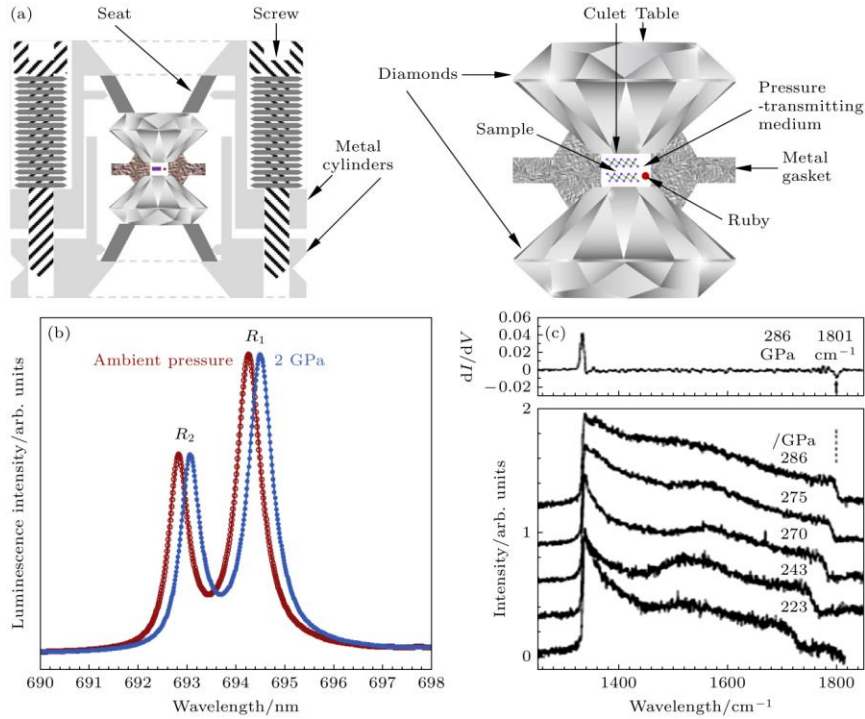 (a)
Seat
Screw
Metal
cylinders
Diamonds
Culet
Table
Sample
Pressure
-transmitting
medium
Metal
gasket
Ruby
(b)
R1
Ambient pressure
2 GPa
R2
Luminescence intensity/arb. units
690
691
692
693
694
695
696
697
698
Wavelength/nm
(c)
0.06
0.04
0.02
0
−0.02
dI/dV
286
GPa
1801
cm−1
2
1
0
Intensity/arb. units
/GPa
286
275
270
243
223
1400
1600
1800
Wavelength/cm−1